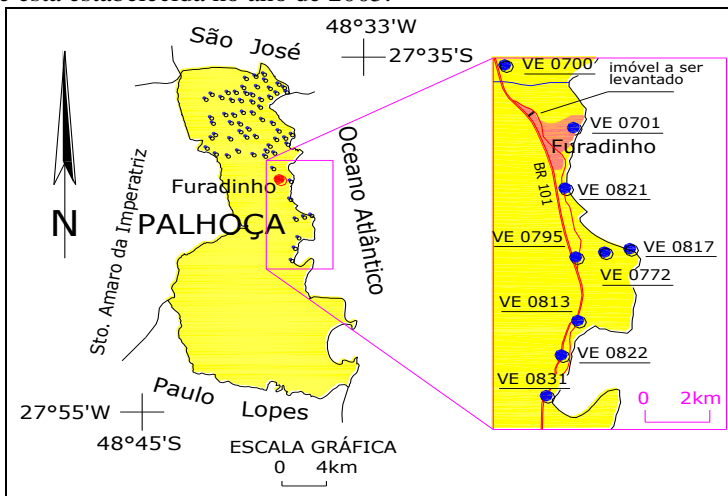 e está estabelecida no ano de 2005.
São José
48°33'W
27°35'S
Oceano Atlântico
Furadinho
N
PALHOÇA
Sto. Amaro da Imperatriz
Paulo Lopes
27°55'W
48°45'S
ESCALA GRÁFICA
0 4km
VE 0700
imóvel a ser
levantado
VE 0701
Furadinho
BR 101
VE 0821
VE 0795
VE 0817
VE 0772
VE 0813
VE 0822
VE 0831
0 2km